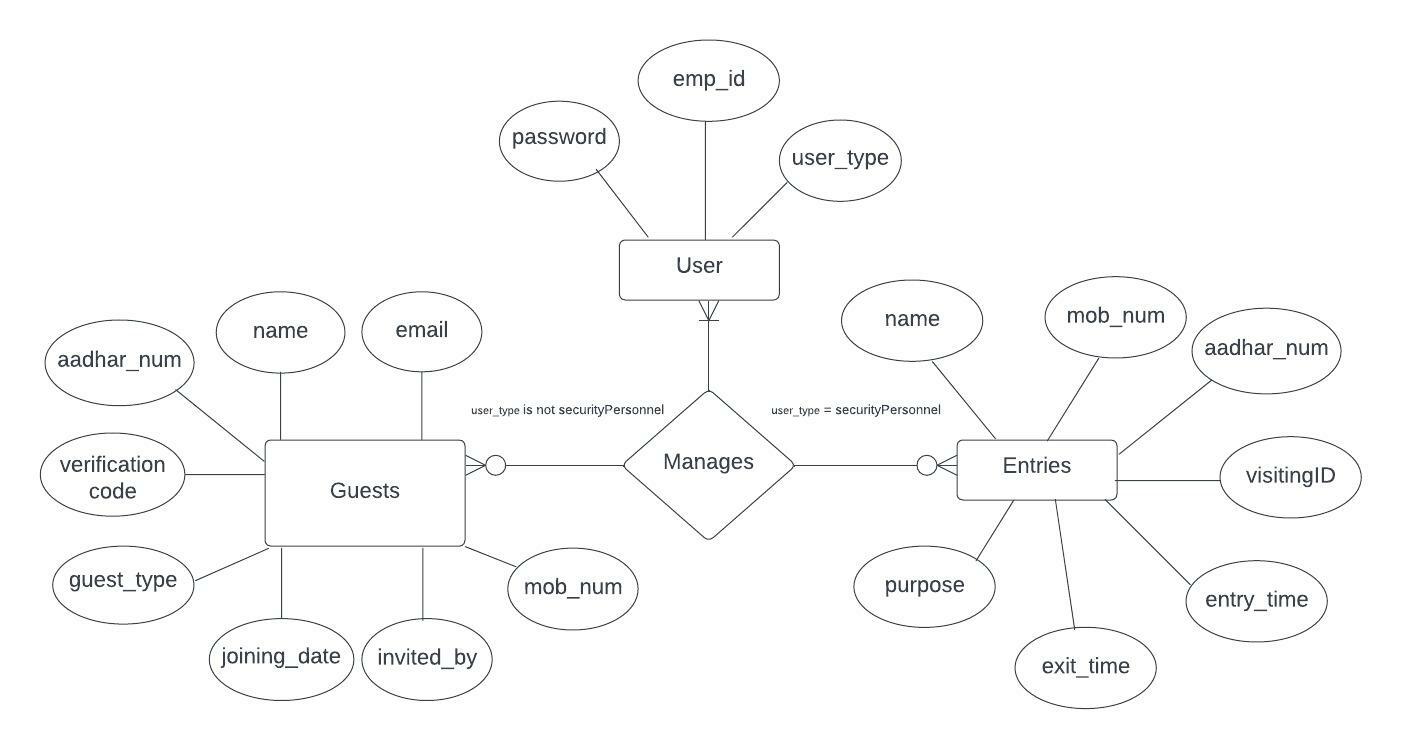 emp_id
password
user_type
User
name
mob_num
aadhar_num
name
email
aadhar_num
user_type is not securityPersonnel
user_type = securityPersonnel
verification
code
Guests
Manages
Entries
visitingID
guest_type
mob_num
purpose
entry_time
joining_date
invited_by
exit_time